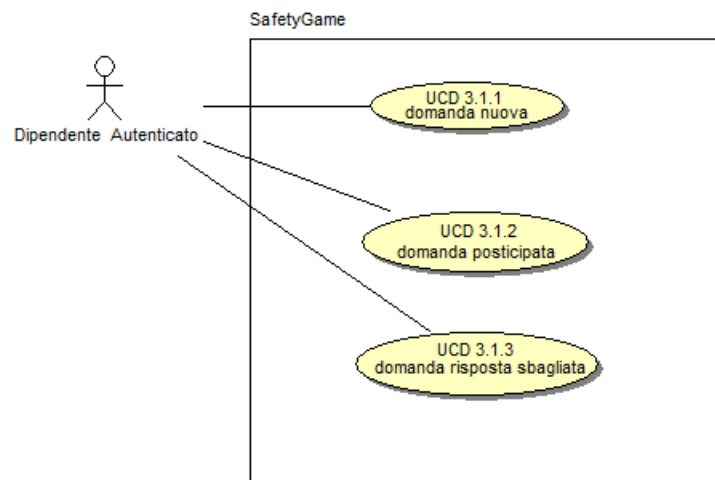 SafetyGame
Dipendente Autenticato
UCD 3.1.1
domanda nuova
UCD 3.1.2
domanda posticipata
UCD 3.1.3
domanda risposta sbagliata